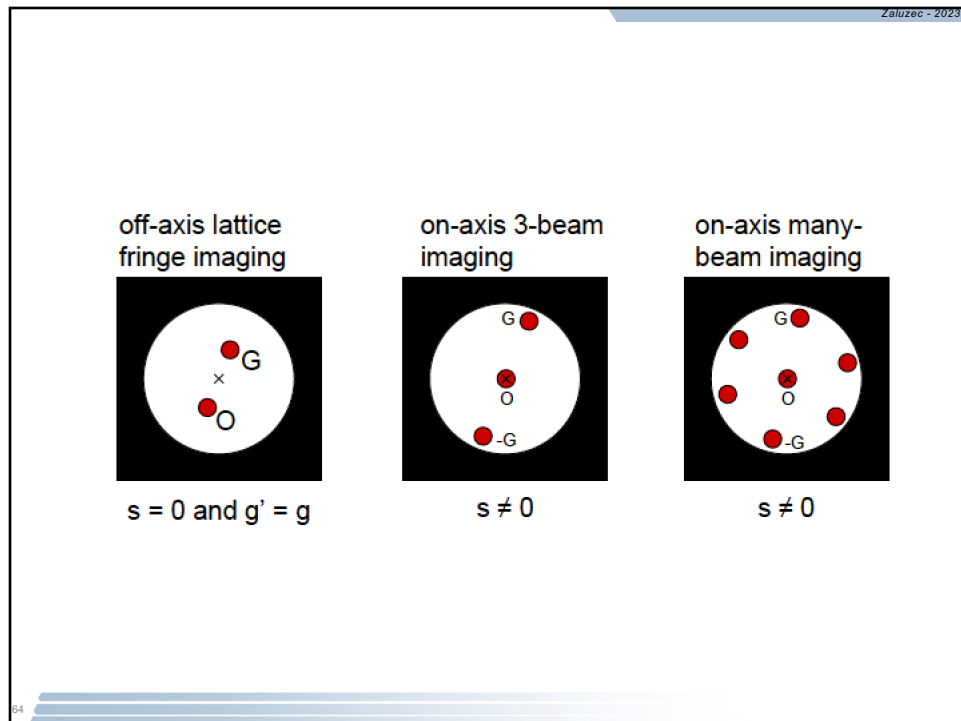 Zaluzec - 2023
off-axis lattice
fringe imaging
G
×
O
s = 0 and g’ = g
on-axis 3-beam
imaging
G
×
O
-G
s ≠ 0
on-axis many-
beam imaging
G
×
O
-G
s ≠ 0
64